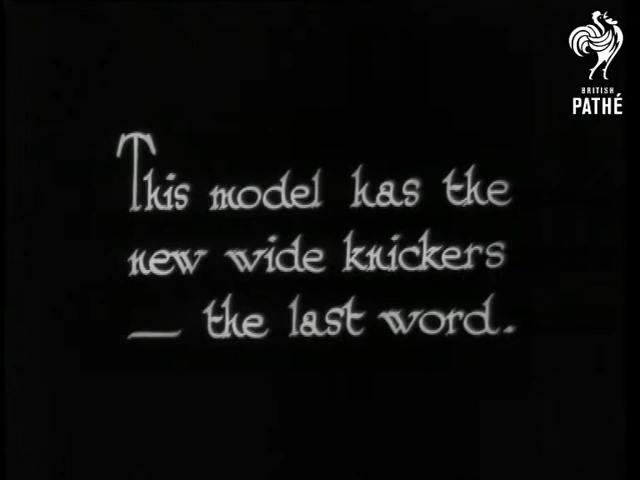 BRITISH
PATHÉ
This model has the
new wide knickers
— the last word.